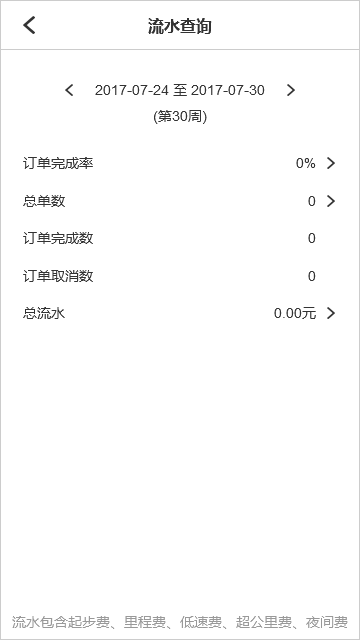 流水查询
2017-07-24 至 2017-07-30
(第30周)
订单完成率 0%
总单数 0
订单完成数 0
订单取消数 0
总流水 0.00元
流水包含起步费、里程费、低速费、超公里费、夜间费